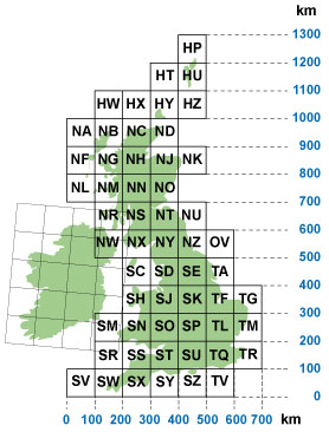 km
HP 1300
HT HU 1200
HW HX HY HZ 1100
NA NB NC ND 1000
NF NG NH NJ NK 900
NL NM NN NO 800
NR NS NT NU 700
NW NX NY NZ OV 600
SC SD SE TA 500
SH SJ SK TF TG 400
SM SN SO SP TL TM 300
SR SS ST SU TQ TR 200
SV SW SX SY SZ TV 100
0
0 100 200 300 400 500 600 700 km